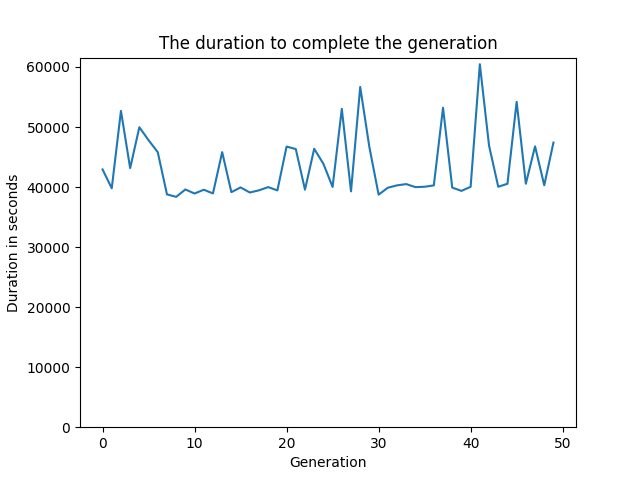 The duration to complete the generation
60000
50000
40000
30000
20000
10000
0
Duration in seconds
0 10 20 30 40 50
Generation